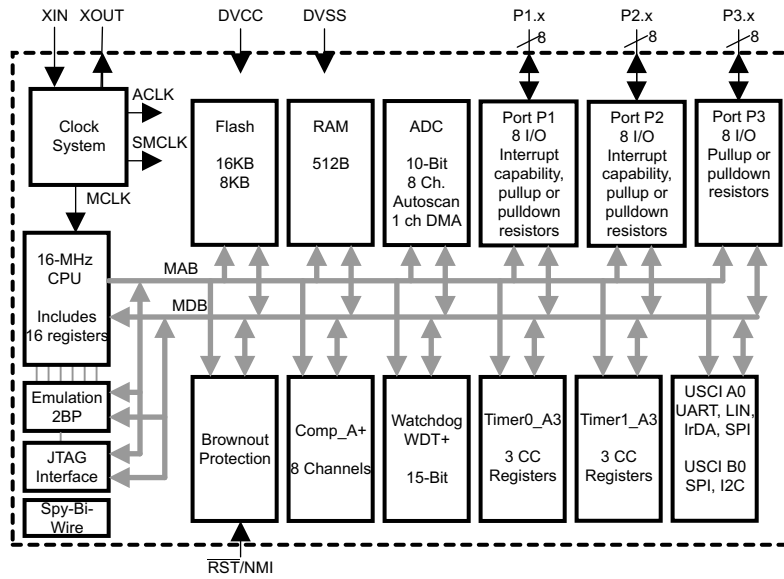 XIN XOUT DVCC DVSS P1.x P2.x P3.x
8 8 8
ACLK
Clock
System
SMCLK
MCLK
Flash
16KB
8KB
RAM
512B
ADC
10-Bit
8 Ch.
Autoscan
1 ch DMA
Port P1
8 I/O
Interrupt
capability,
pullup or
pulldown
resistors
Port P2
8 I/O
Interrupt
capability,
pullup or
pulldown
resistors
Port P3
8 I/O
Pullup or
pulldown
resistors
16-MHz
CPU
Includes
16 registers
MAB
MDB
Emulation
2BP
JTAG
Interface
Spy-Bi-
Wire
Brownout
Protection
Comp_A+
8 Channels
Watchdog
WDT+
15-Bit
Timer0_A3
3 CC
Registers
Timer1_A3
3 CC
Registers
USCI A0
UART, LIN,
IrDA, SPI
USCI B0
SPI, I2C
RST/NMI